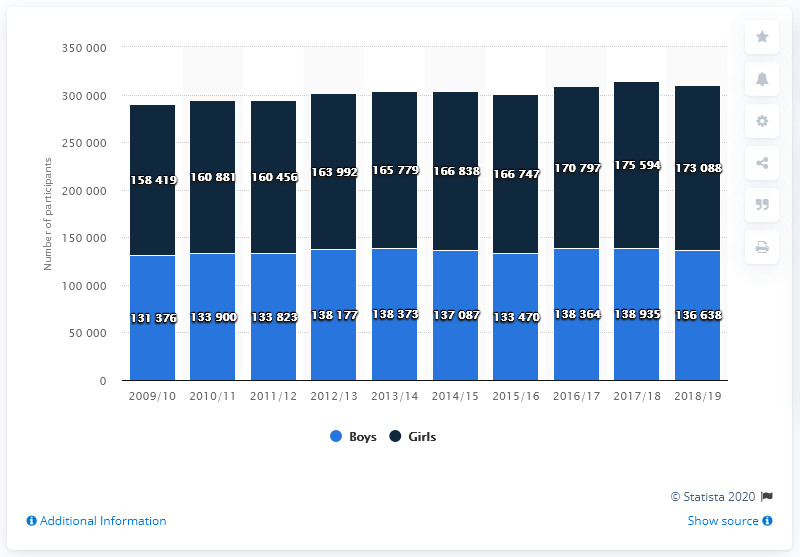 350 000
300 000
250 000
200 000
150 000
100 000
50 000
0
Number of participants
158 419 160 881 160 456 163 992 165 779 166 838 166 747 170 797 175 594 173 088
131 376 133 900 133 823 138 177 138 373 137 087 133 470 138 364 138 935 136 638
2009/10 2010/11 2011/12 2012/13 2013/14 2014/15 2015/16 2016/17 2017/18 2018/19
Boys Girls
© Statista 2020
Additional Information Show source